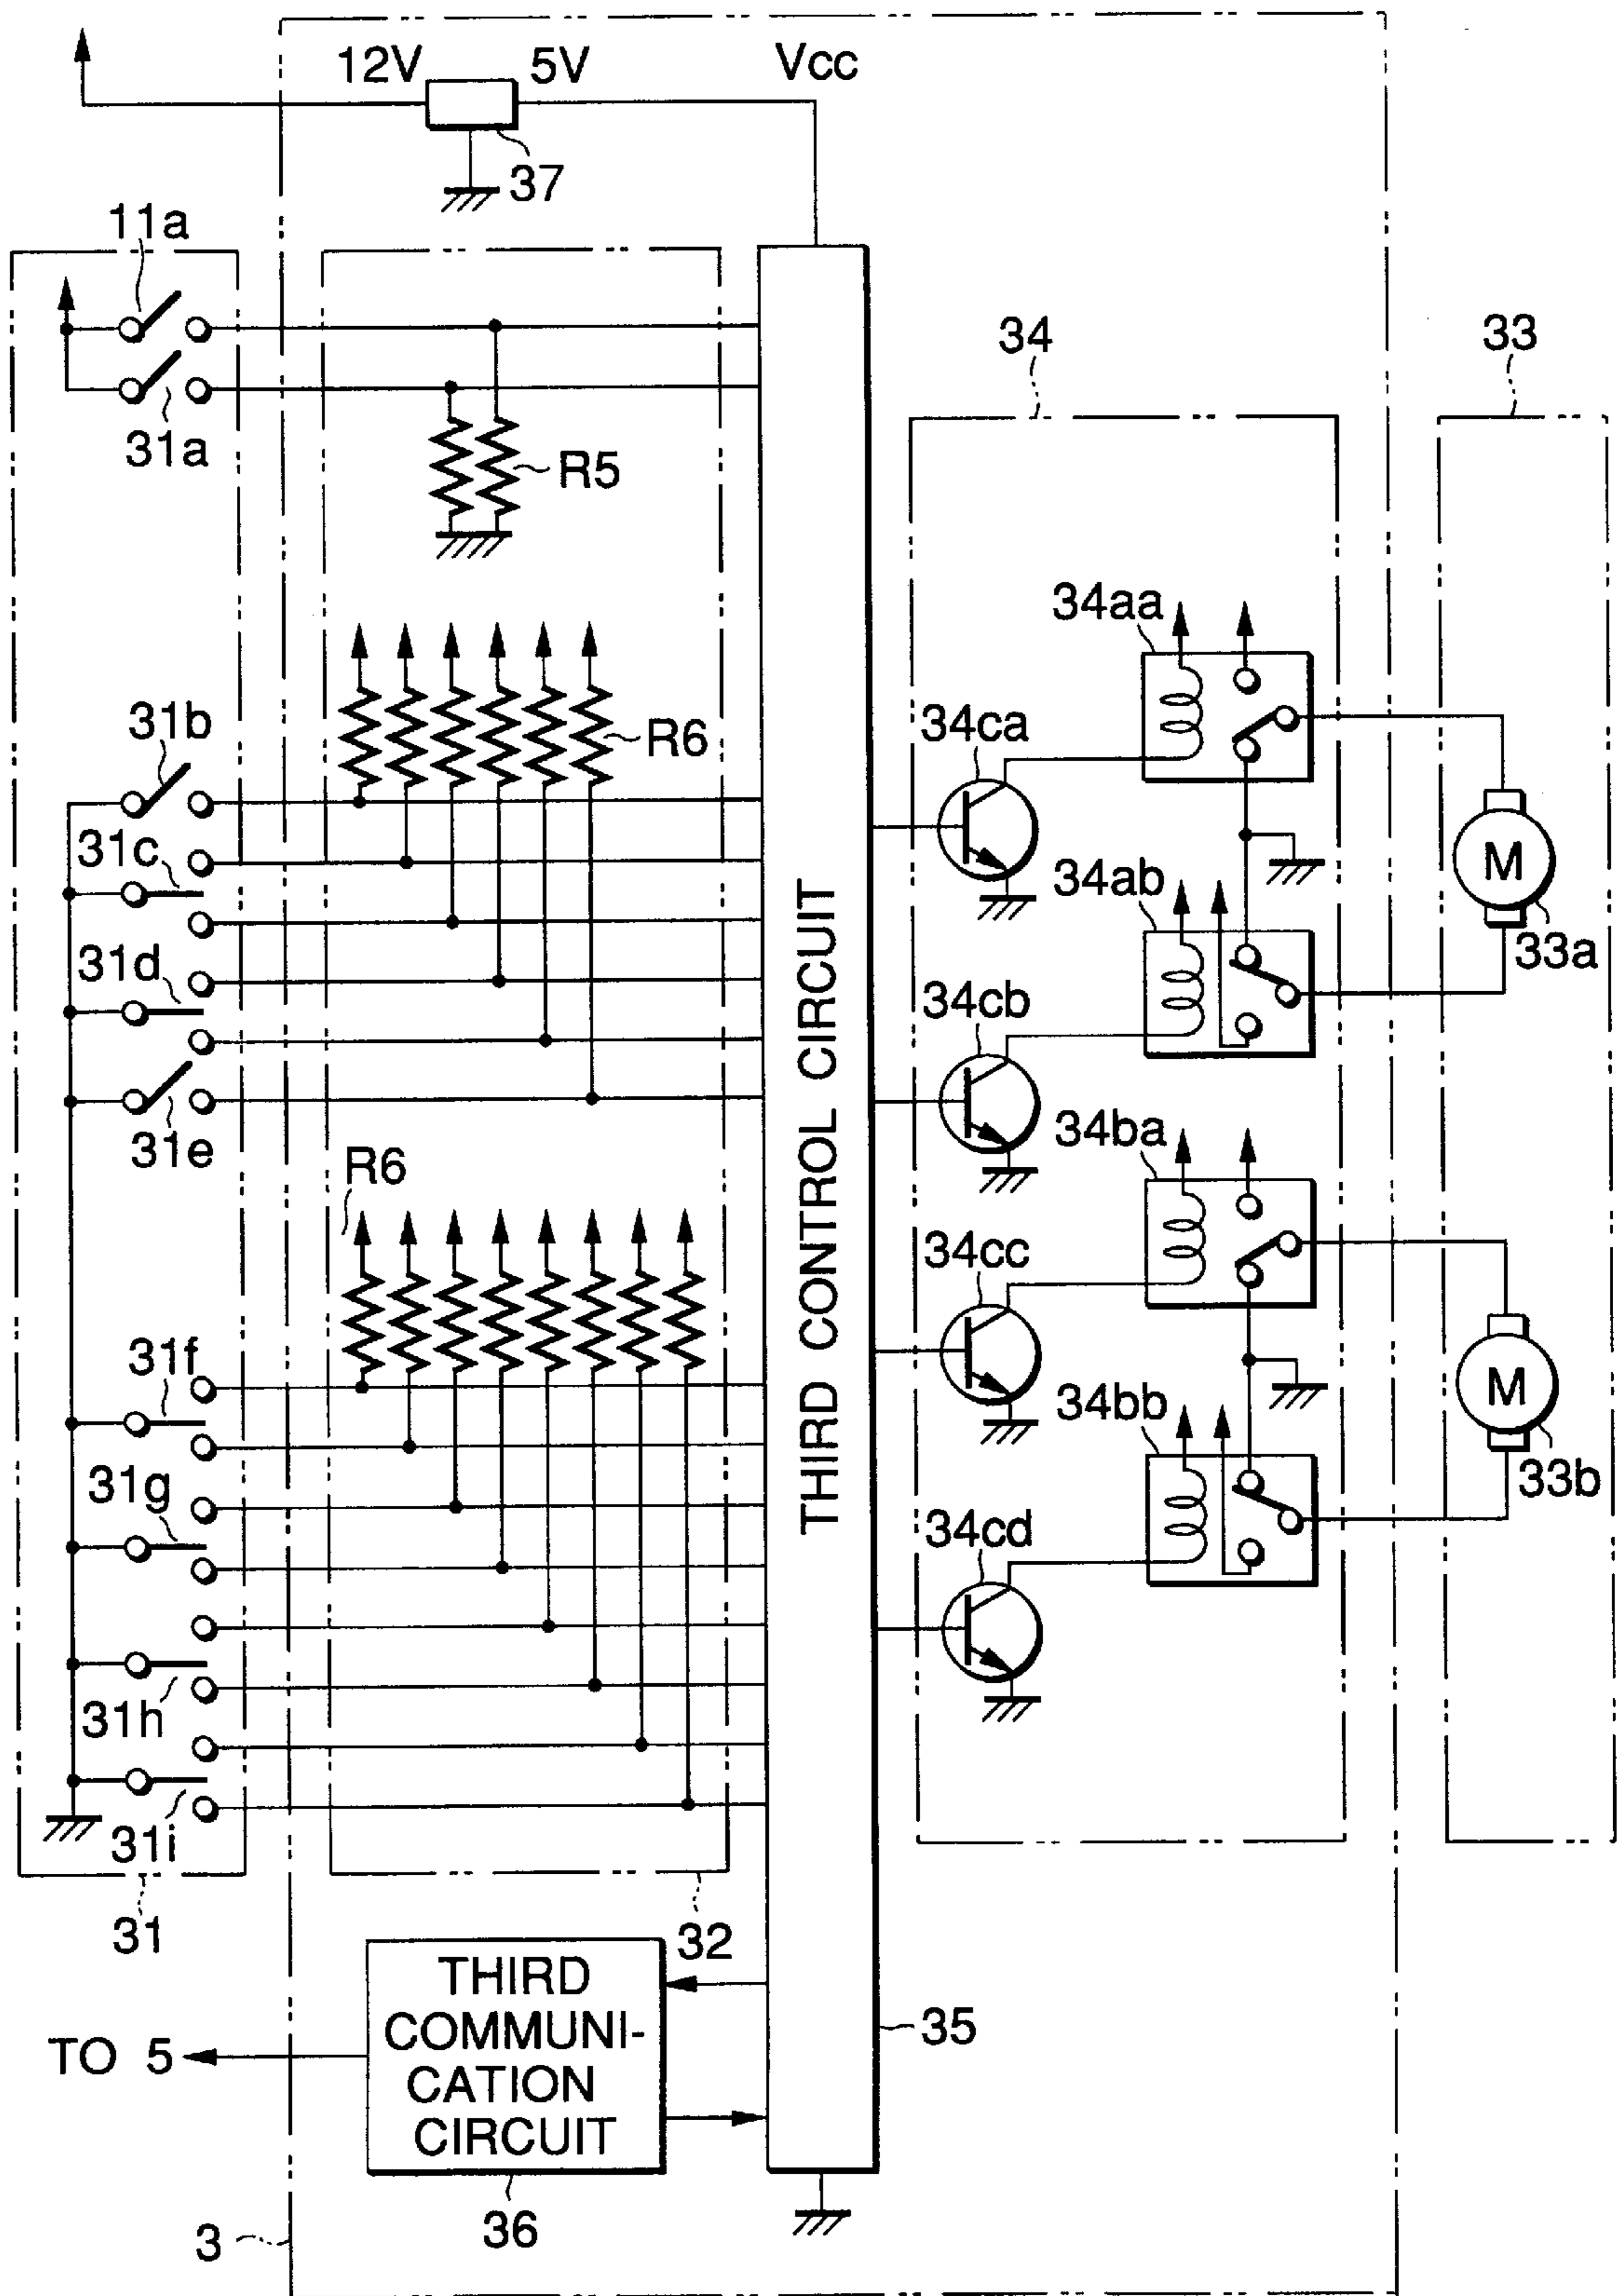 12V
5V
Vcc
37
11a
31a
R5
34
33
34aa
31b
R6
34ca
31c
34ab
33a
31d
34cb
31e
34ba
R6
34cc
31f
34bb
33b
31g
34cd
31h
31i
31
32
THIRD CONTROL CIRCUIT
THIRD
COMMUNI-
CATION
CIRCUIT
35
TO 5
36
3
M
M